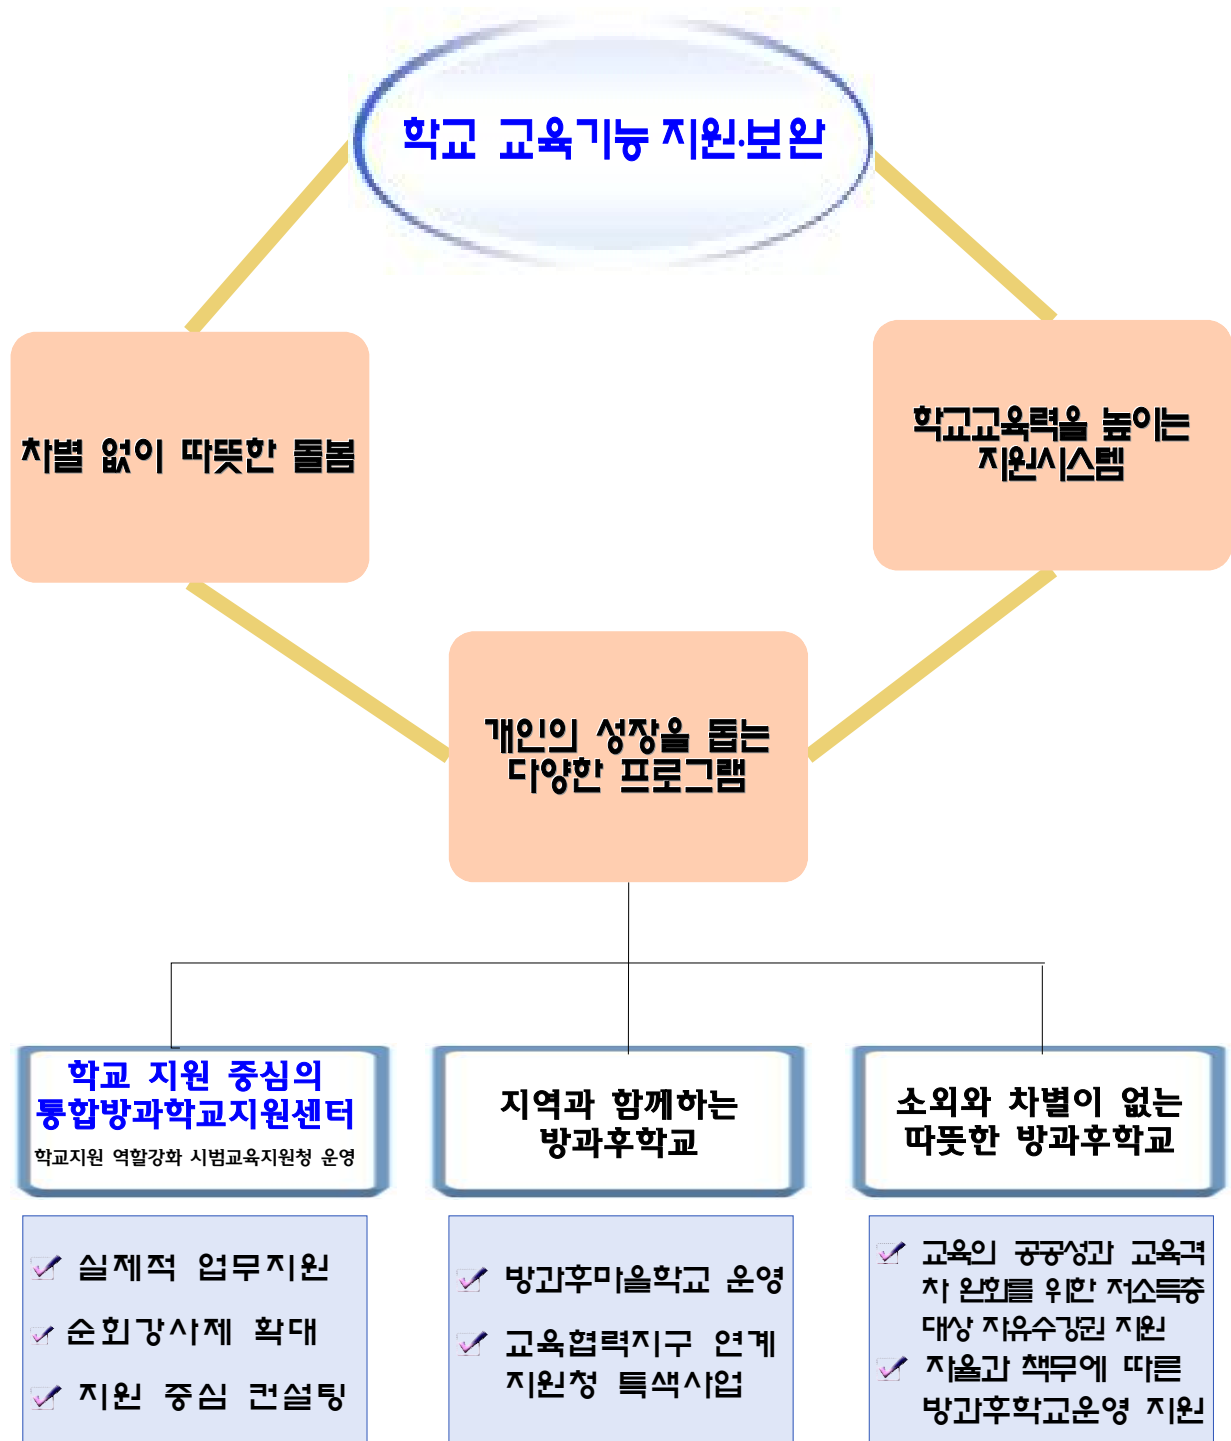 학교 교육기능 지원·보완
차별 없이 따뜻한 돌봄
학교교육력을 높이는
지원시스템
개인의 성장을 돕는
다양한 프로그램
학교 지원 중심의
통합방과학교지원센터
학교지원 역할강화 시범교육지원청 운영
실제적 업무지원
순회강사제 확대
지원 중심 컨설팅
지역과 함께하는
방과후학교
방과후마을학교 운영
교육협력지구 연계
지원청 특색사업
소외와 차별이 없는
따뜻한 방과후학교
교육의 공공성과 교육격
차 완화를 위한 저소득층
대상 자유수강권 지원
자율과 책무에 따른
방과후학교운영 지원